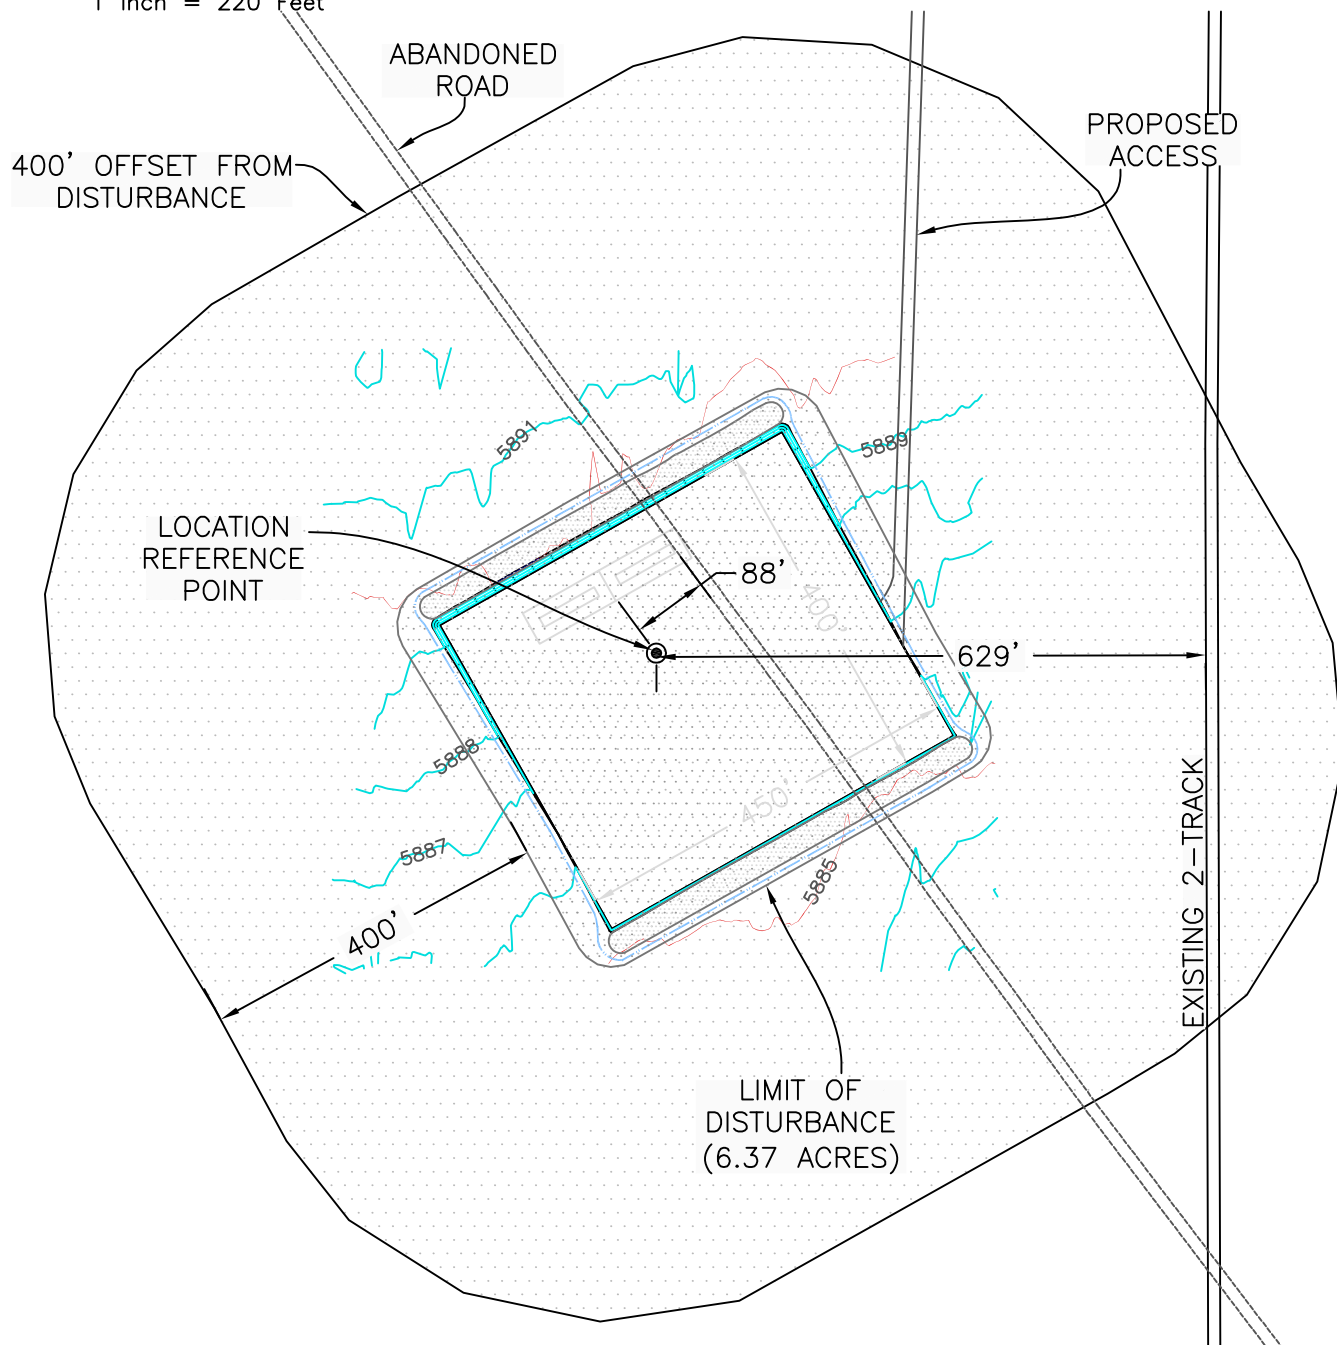 1 inch = 220 Feet
ABANDONED
ROAD
PROPOSED
ACCESS
400' OFFSET FROM
DISTURBANCE
5891
5889
LOCATION
REFERENCE
POINT
88'
400
629'
5888
EXISTING 2-TRACK
450
5887
5885
400'
LIMIT OF
DISTURBANCE
(6.37 ACRES)